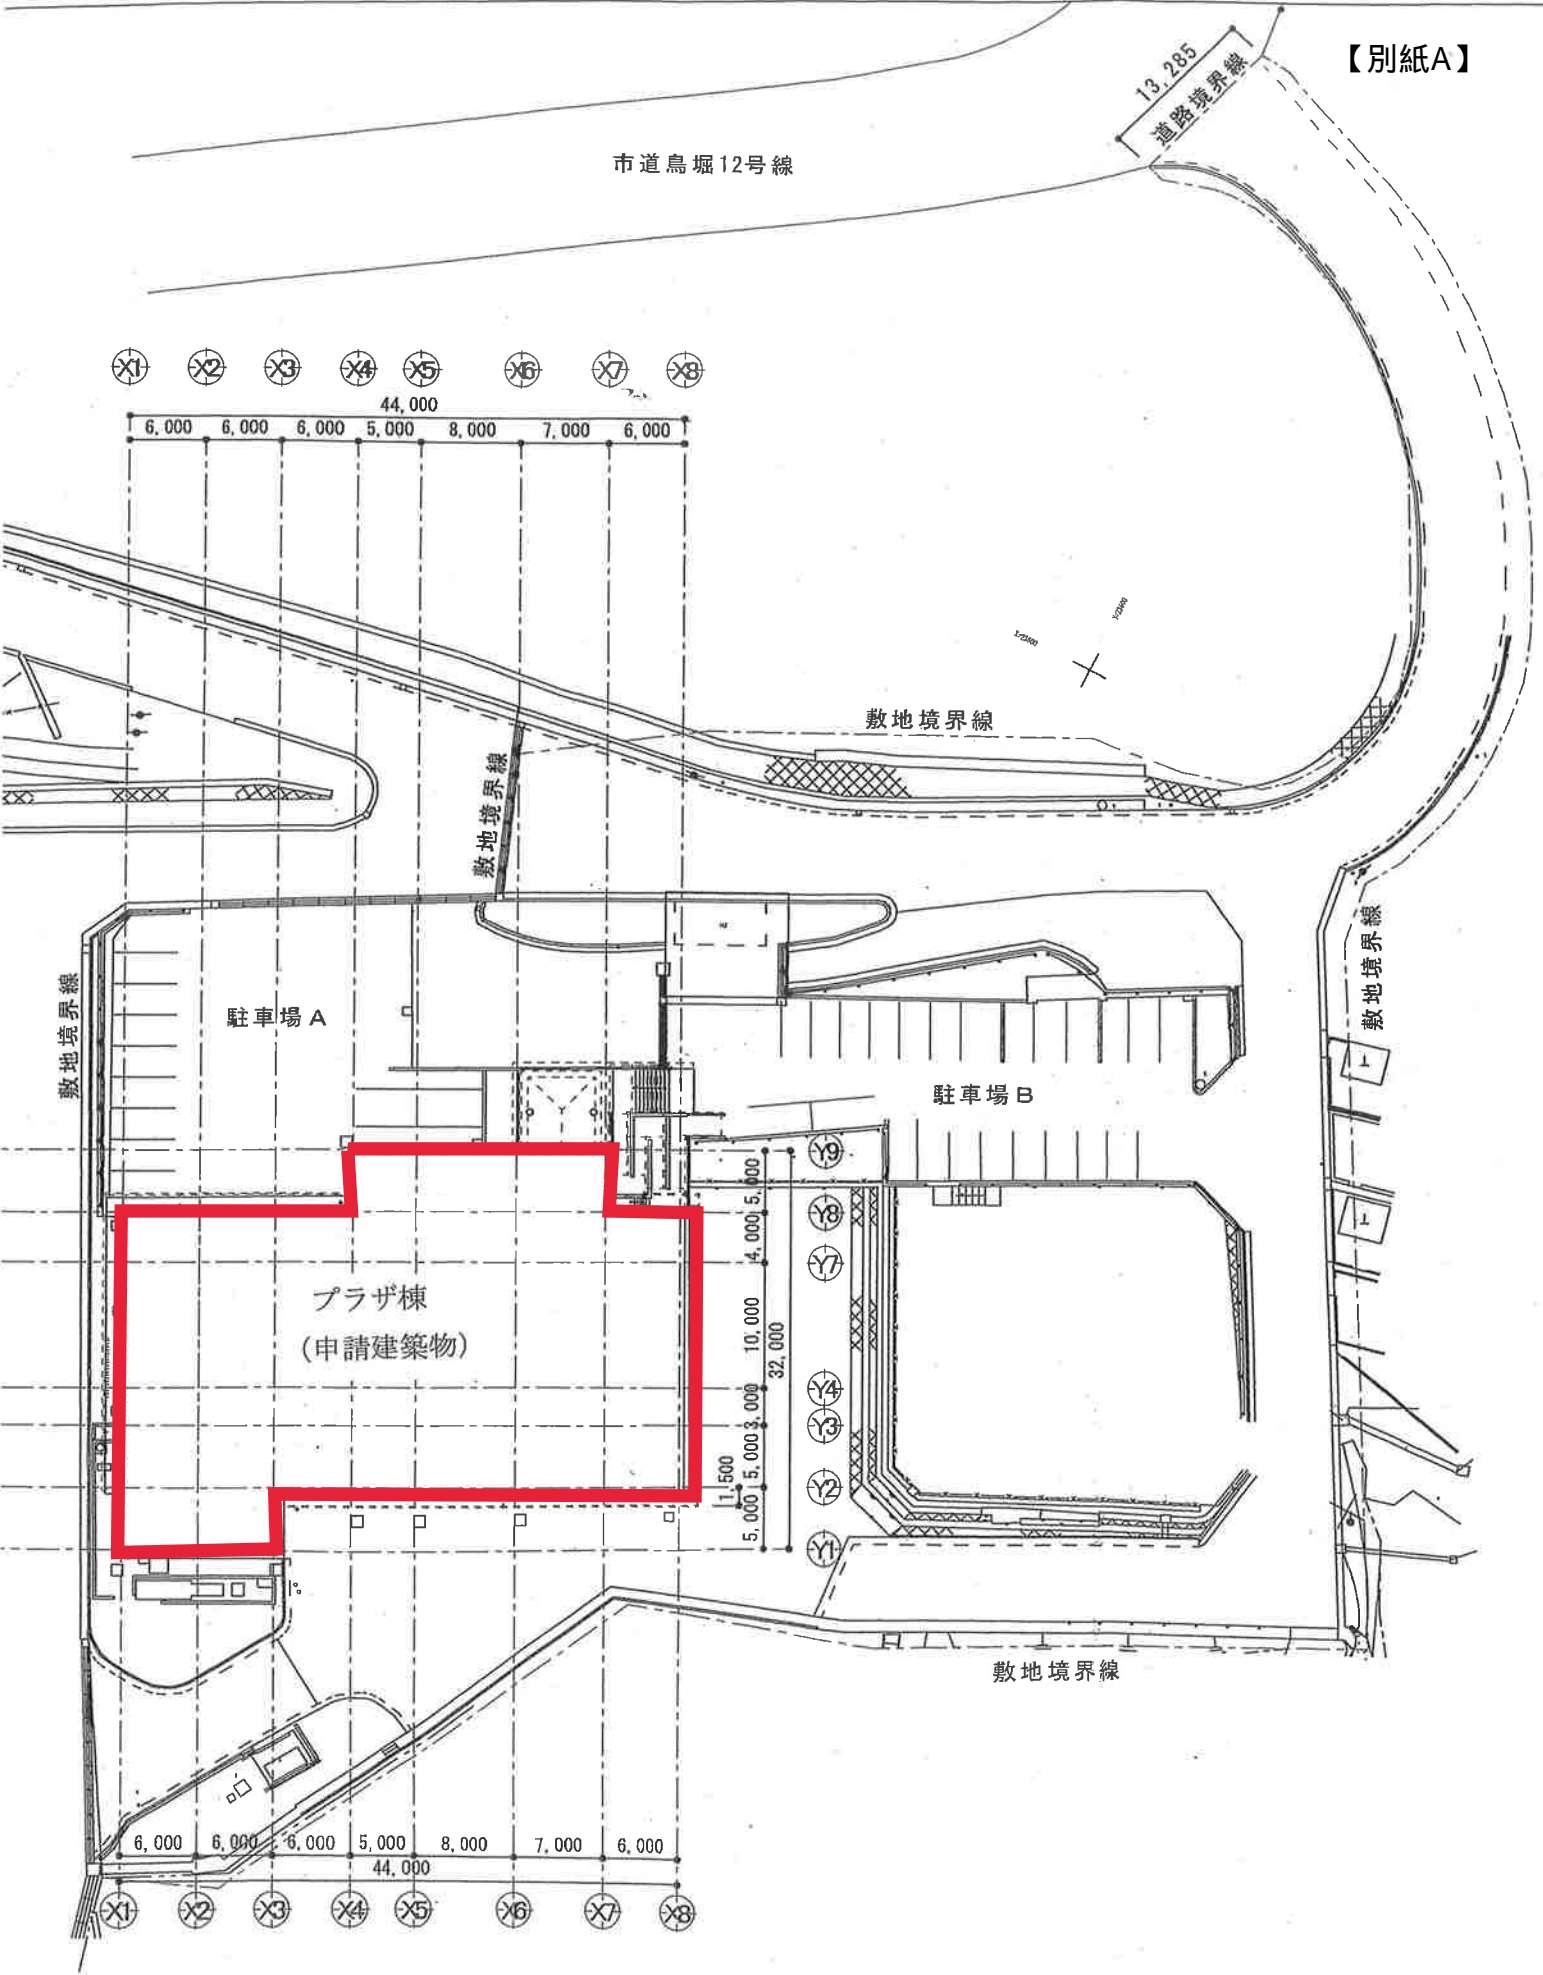 【別紙A】
13,285
道路境界線
市道鳥堀12号線
X1 X2 X3 X4 X5 X6 X7 X8
44,000
6,000 6,000 6,000 5,000 8,000 7,000 6,000
敷地境界線
敷地境界線
敷地境界線
敷地境界線
駐車場A
駐車場B
Y9
5,000
Y8
4,000
Y7
プラザ棟
(申請建築物)
10,000
32,000
Y4
3,000
Y3
5,000
1,500
Y2
5,000
Y1
敷地境界線
6,000 6,000 6,000 5,000 8,000 7,000 6,000
44,000
X1 X2 X3 X4 X5 X6 X7 X8